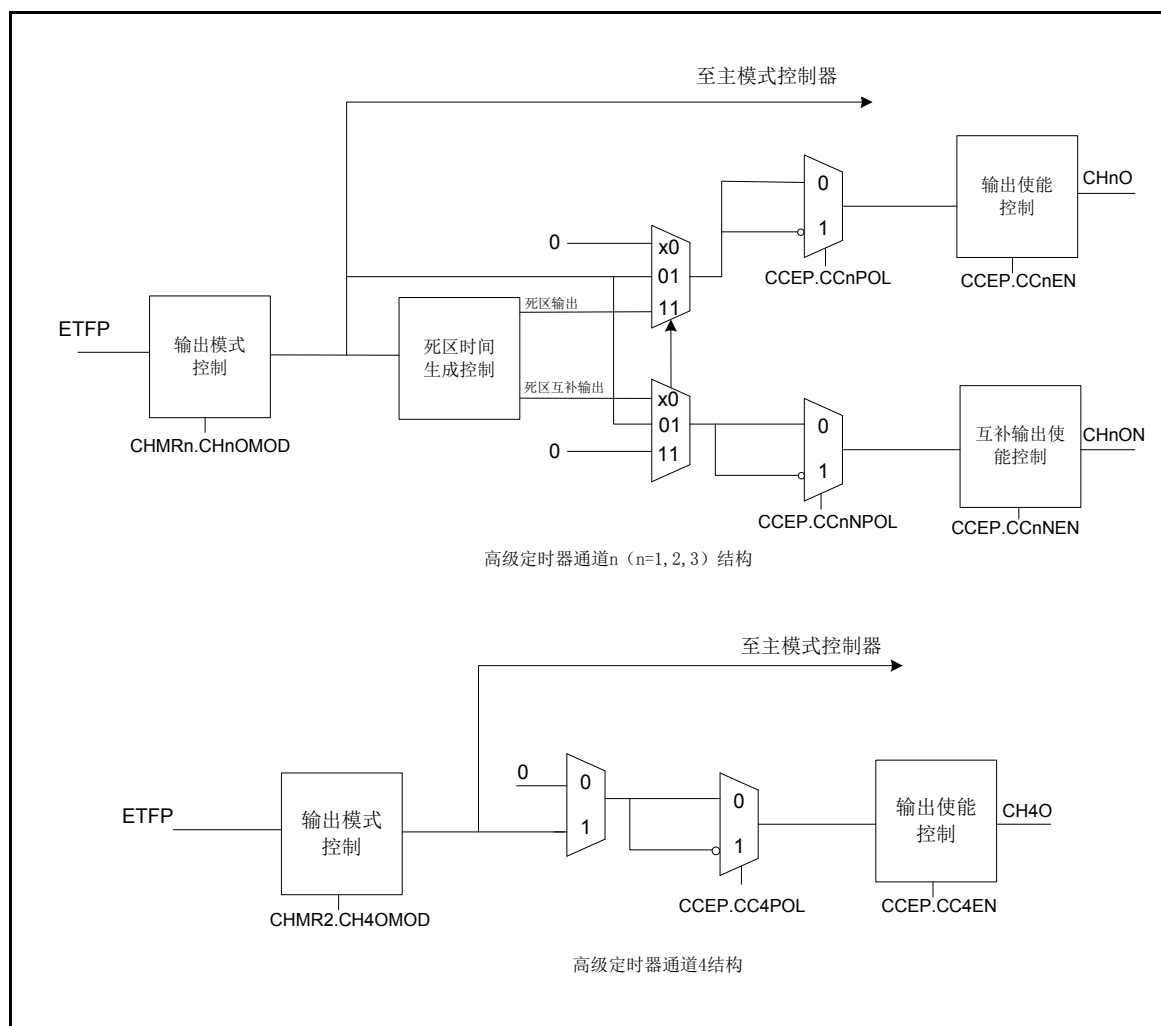 至主模式控制器
0
1
CHnO
输出使能
控制
CCEP.CCnPOL
CCEP.CCnEN
0
x0
01
11
ETFP
输出模式
控制
死区时间
生成控制
死区输出
死区互补输出
CHMRn.CHnOMOD
x0
01
11
0
0
1
互补输出使
能控制
CHnON
CCEP.CCnNPOL
CCEP.CCnNEN
高级定时器通道n（n=1,2,3）结构
至主模式控制器
0
0
1
0
1
ETFP
输出模式
控制
输出使能
控制
CH4O
CHMR2.CH4OMOD
CCEP.CC4POL
CCEP.CC4EN
高级定时器通道4结构